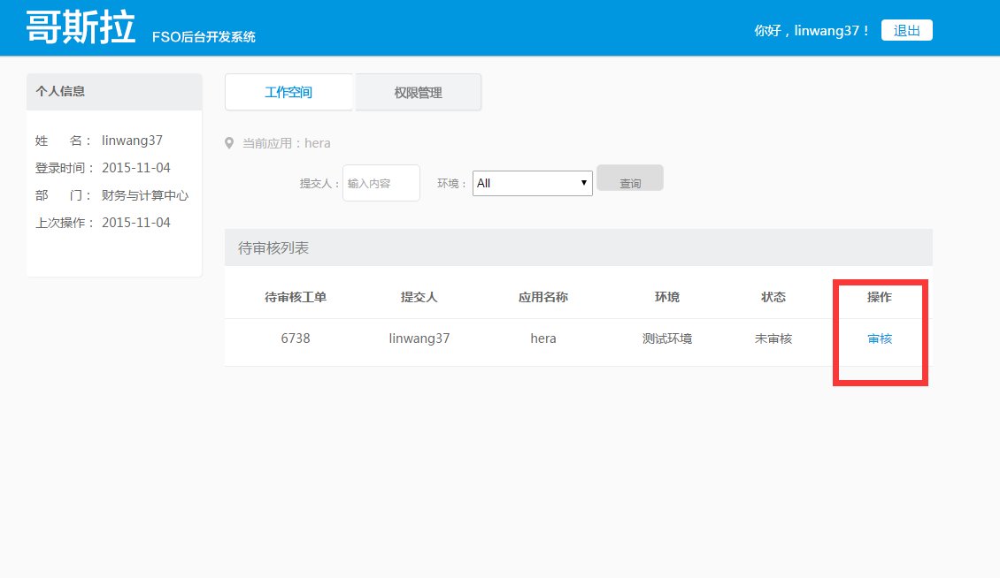 哥斯拉 FSO后台开发系统 你好，linwang37！ 退出
个人信息
姓 名： linwang37
登录时间： 2015-11-04
部 门： 财务与计算中心
上次操作： 2015-11-04
工作空间 权限管理
当前应用：hera
提交人： 输入内容 环境： All 查询
待审核列表
待审核工单 提交人 应用名称 环境 状态 操作
6738 linwang37 hera 测试环境 未审核 审核